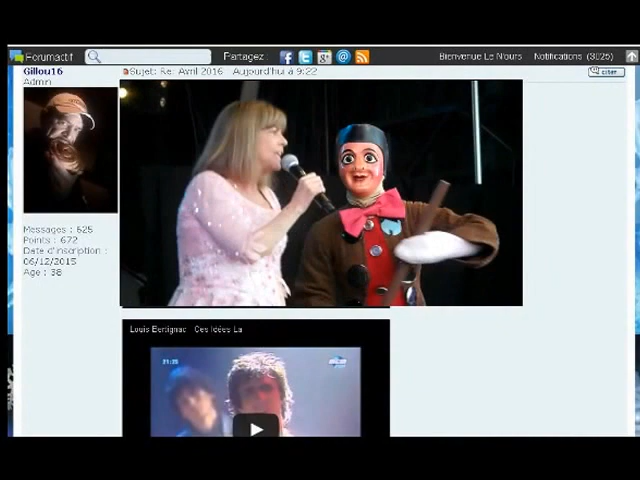 Forumactif Partagez : Bienvenue Le N'ours Notifications (3025)
Gillou16 Sujet: Re: Avril 2016 Aujourd'hui à 9:22 citer
Admin
Messages : 625
Points : 672
Date d'inscription :
06/12/2015
Age : 38
Louis Bertignac - Ces Idées La